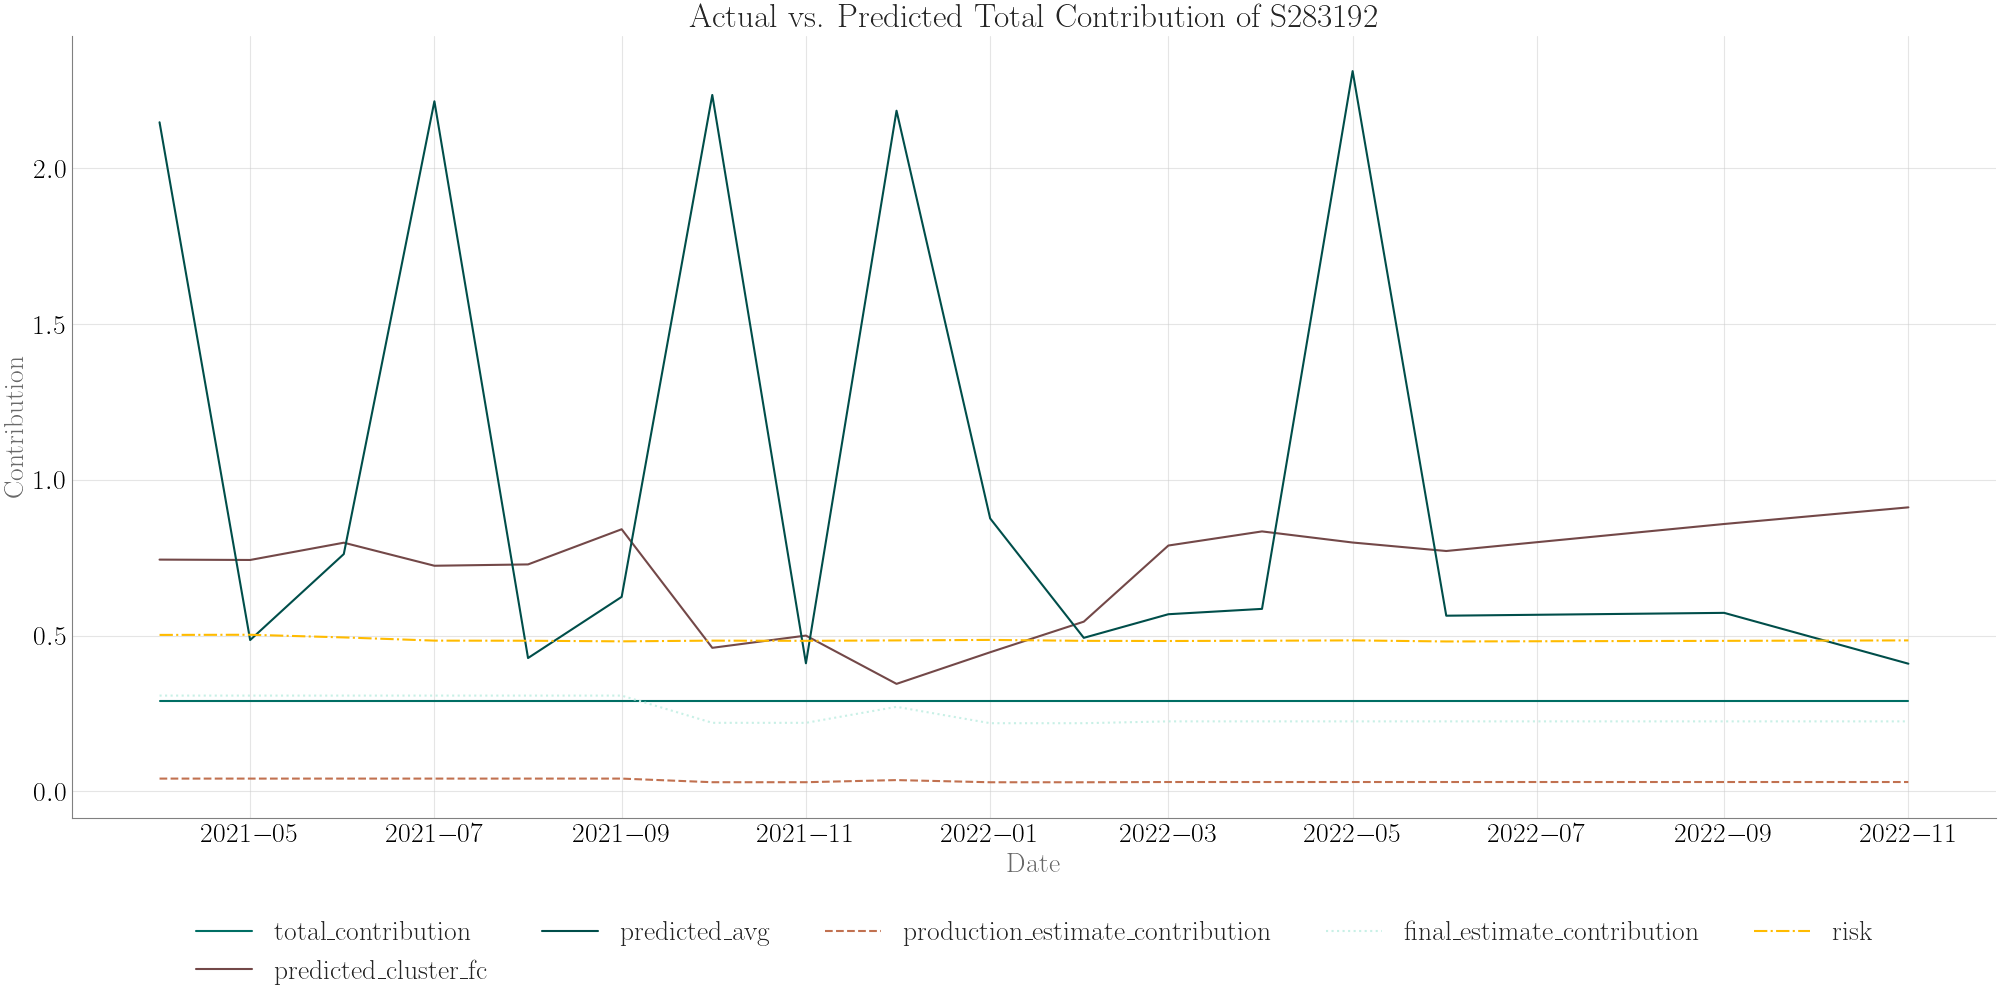 Actual vs. Predicted Total Contribution of S283192
Contribution
2.0
1.5
1.0
0.5
0.0
2021–05 2021–07 2021–09 2021–11 2022–01 2022–03 2022–05 2022–07 2022–09 2022–11
Date
total_contribution predicted_avg production_estimate_contribution final_estimate_contribution risk
predicted_cluster_fc